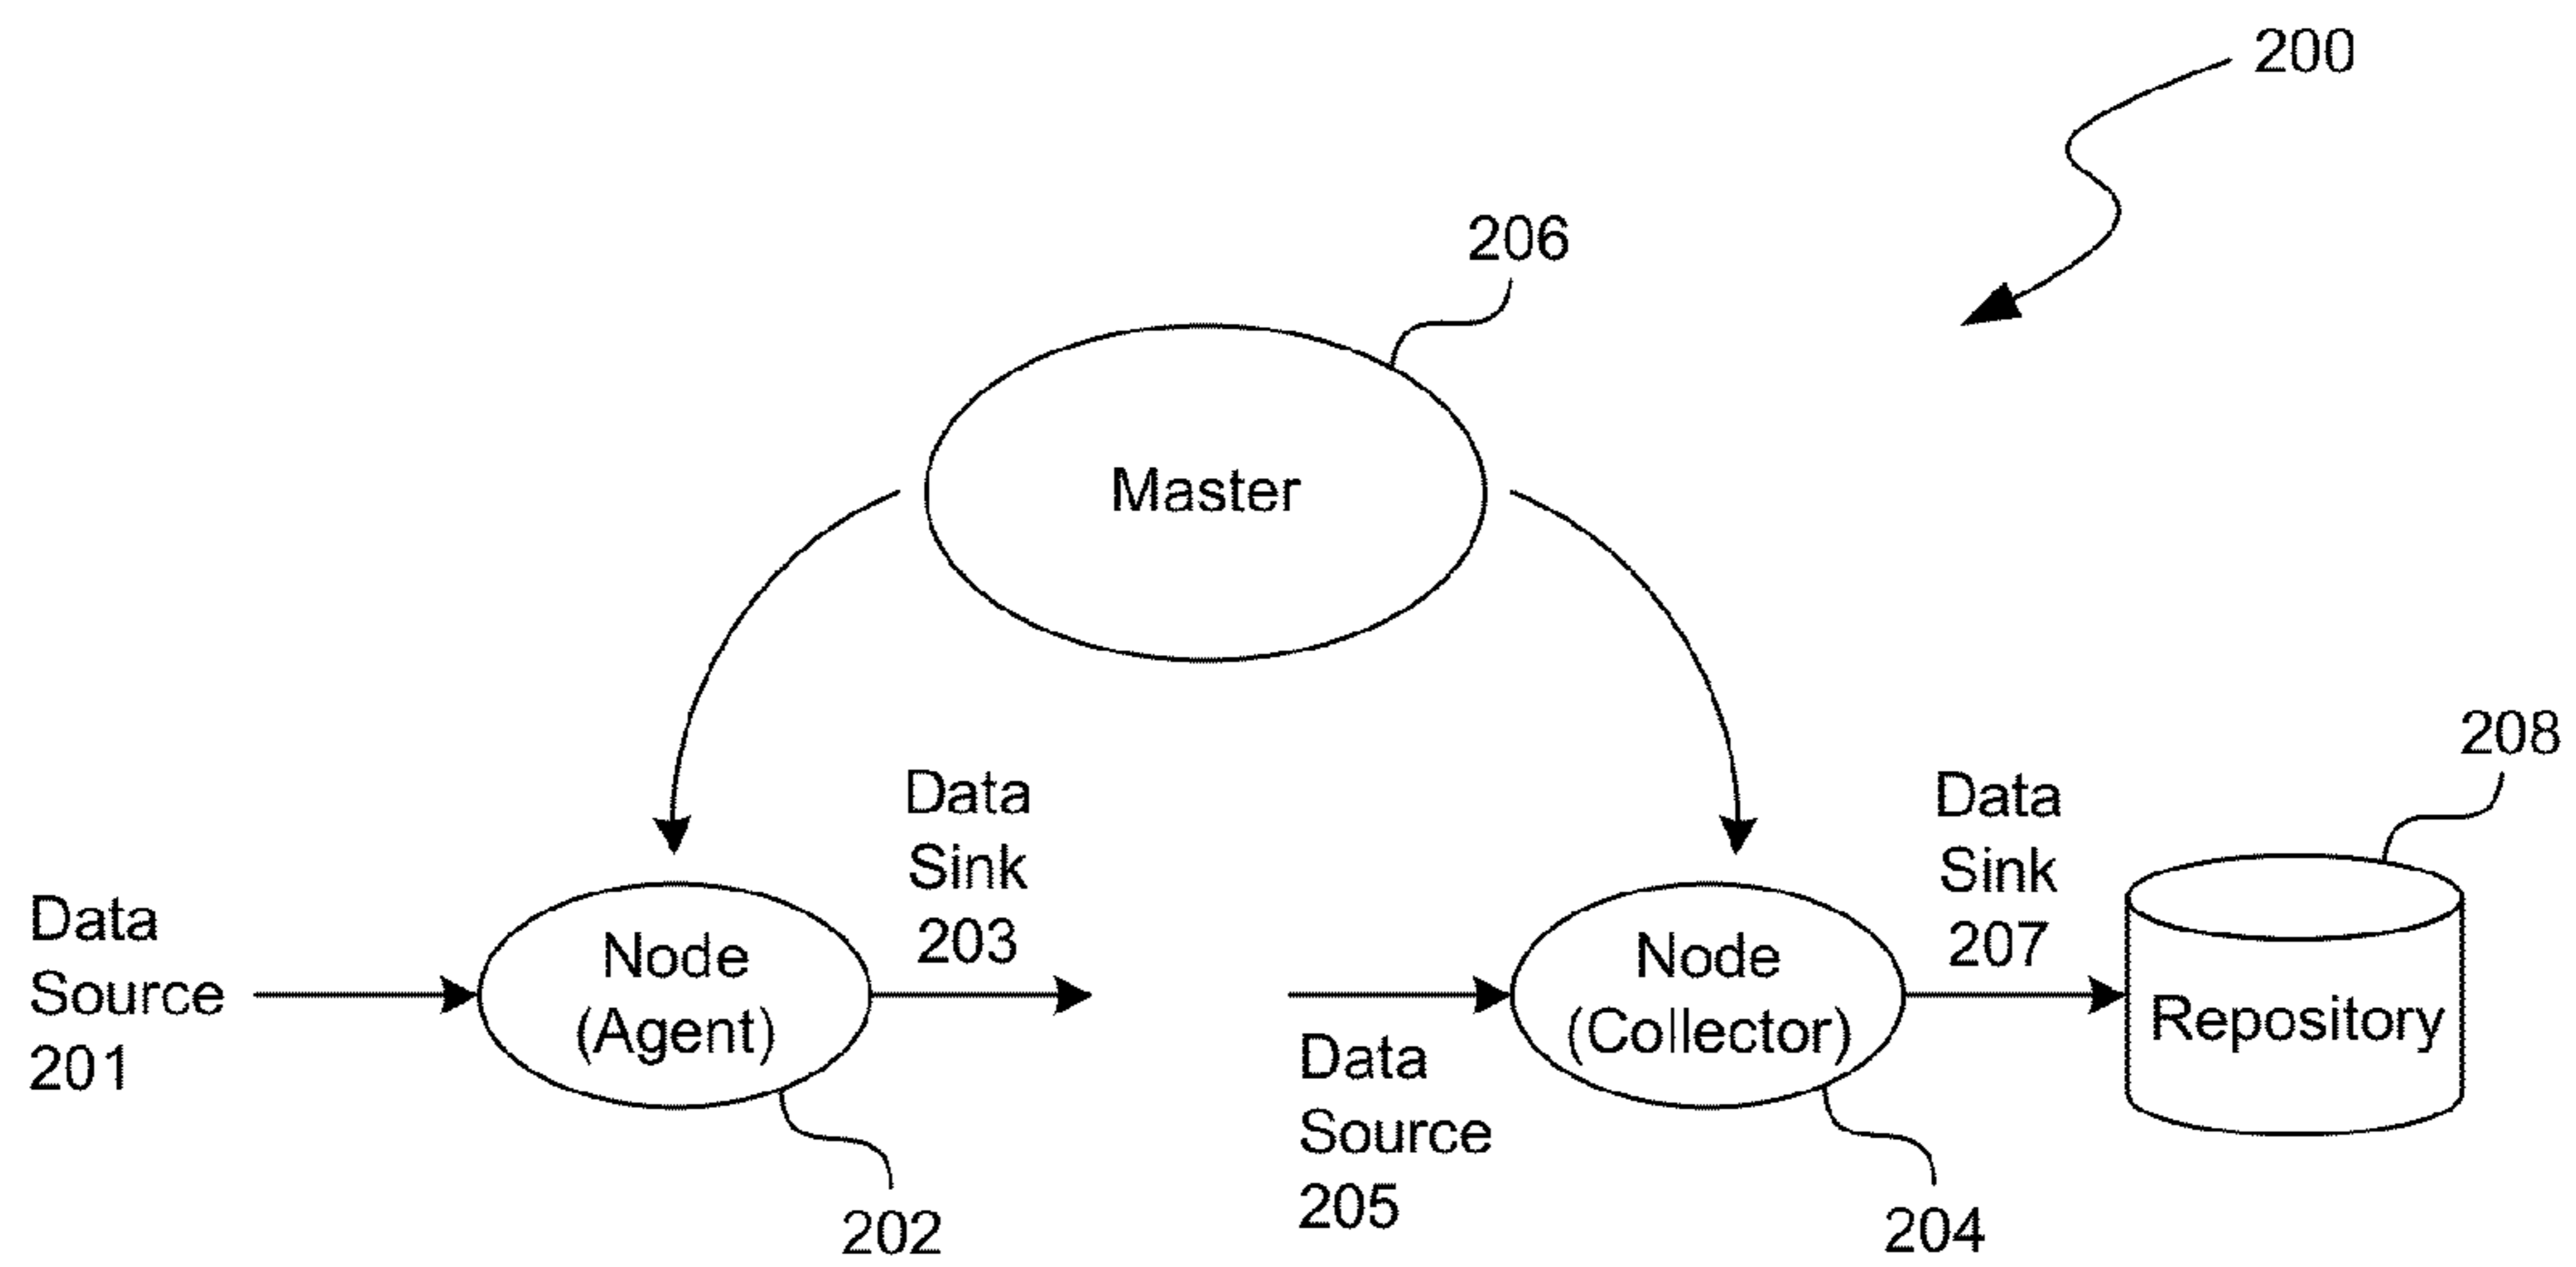 200
206
Master
208
Data
Sink
203
Data
Sink
207
Data
Source
201
Node
(Agent)
Node
(Collector)
Repository
Data
Source
205
202
204